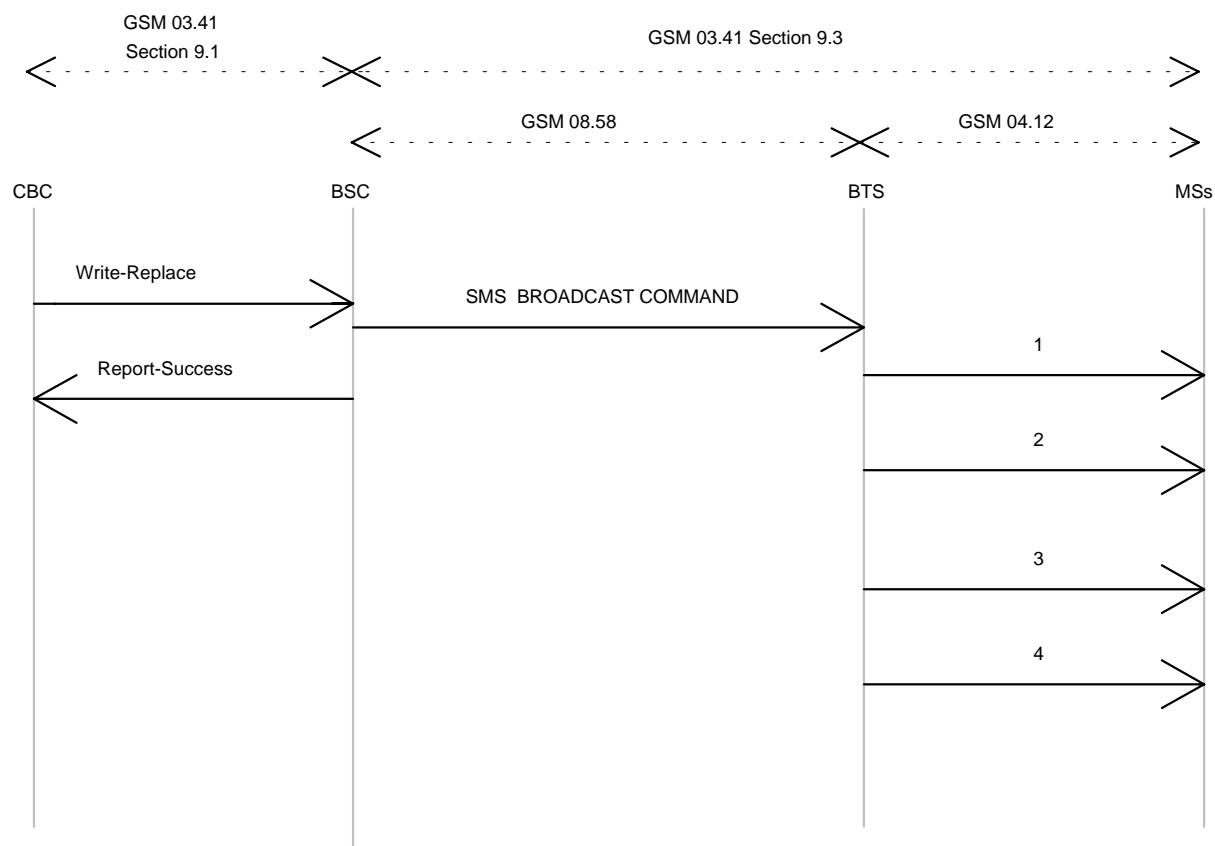 GSM 03.41
Section 9.1
GSM 03.41 Section 9.3
GSM 08.58
GSM 04.12
CBC
BSC
BTS
MSs
Write-Replace
SMS BROADCAST COMMAND
1
Report-Success
2
3
4